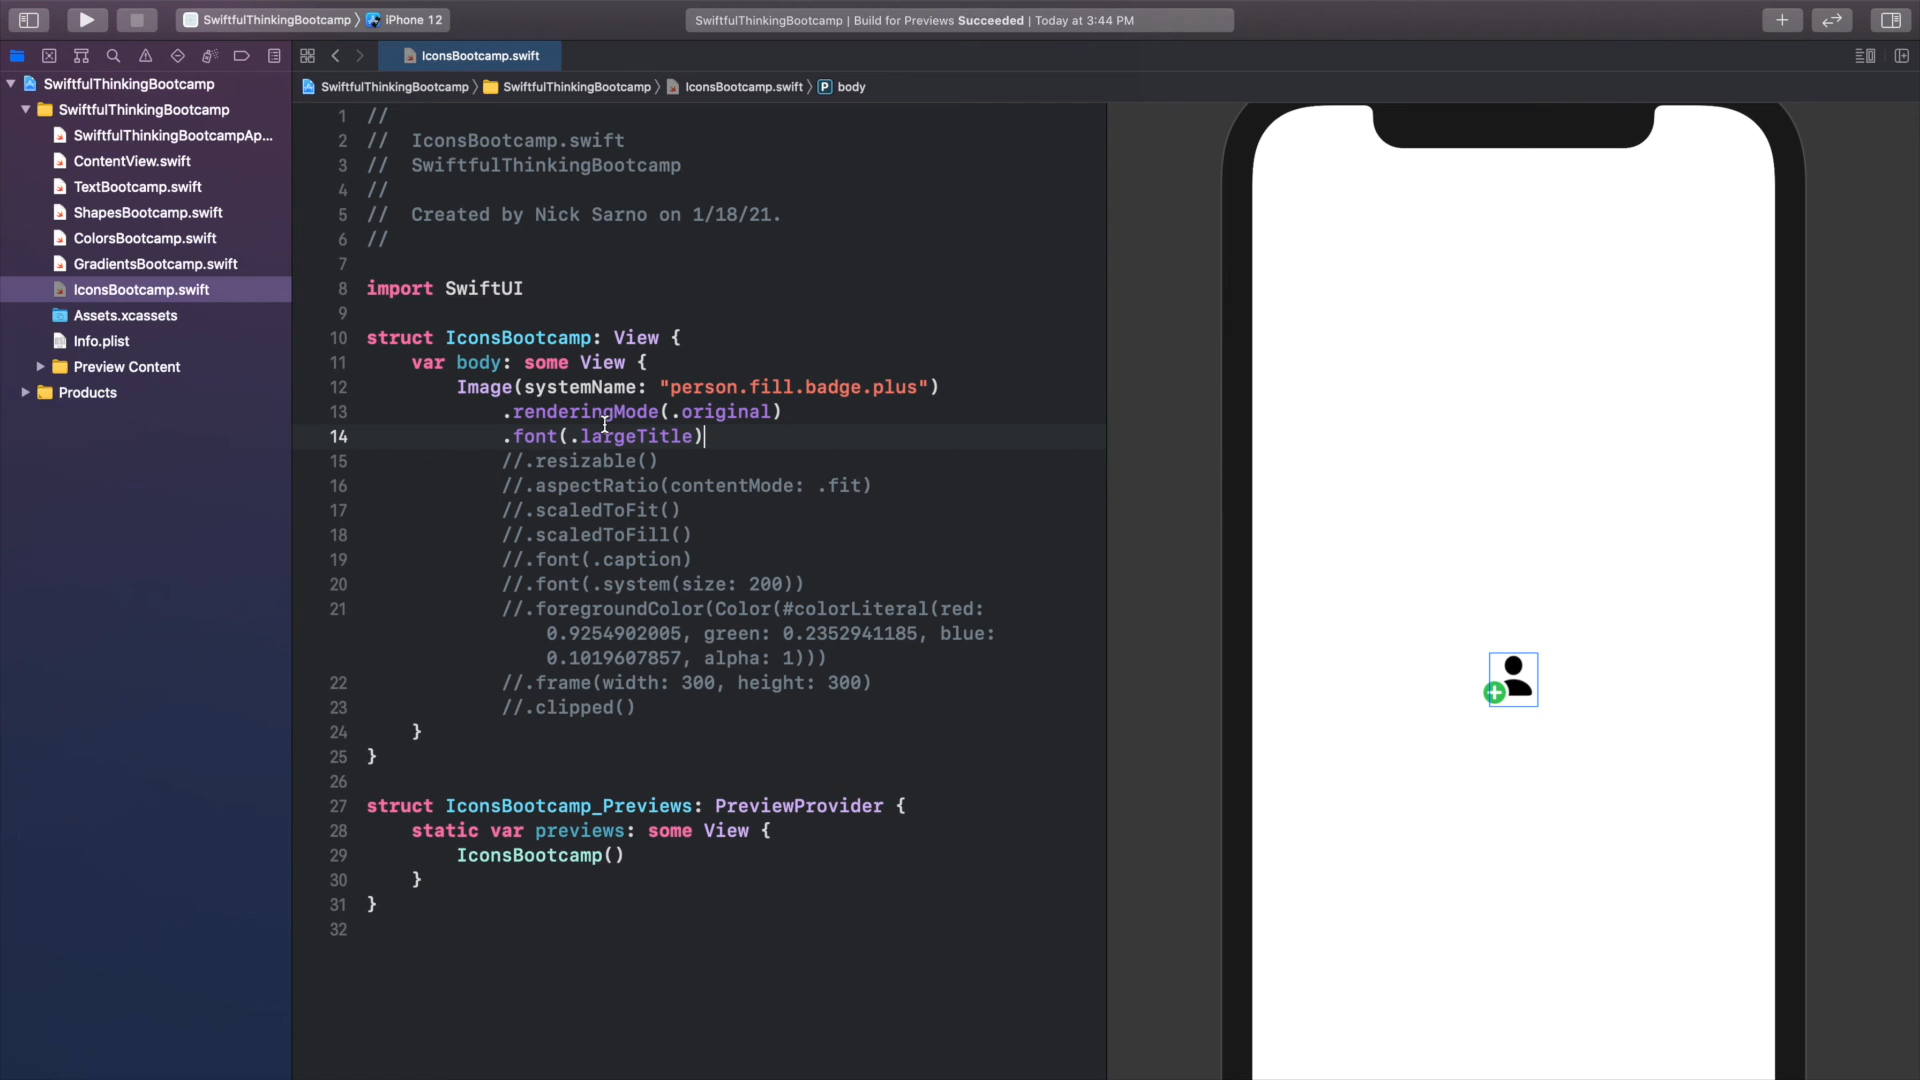 SwiftfulThinkingBootcamp 〉 iPhone 12
SwiftfulThinkingBootcamp | Build for Previews Succeeded | Today at 3:44 PM
IconsBootcamp.swift
SwiftfulThinkingBootcamp 〉 SwiftfulThinkingBootcamp 〉 IconsBootcamp.swift 〉 P body
SwiftfulThinkingBootcamp
SwiftfulThinkingBootcamp
SwiftfulThinkingBootcampAp...
ContentView.swift
TextBootcamp.swift
ShapesBootcamp.swift
ColorsBootcamp.swift
GradientsBootcamp.swift
IconsBootcamp.swift
Assets.xcassets
Info.plist
Preview Content
Products
1 //
2 // IconsBootcamp.swift
3 // SwiftfulThinkingBootcamp
4 //
5 // Created by Nick Sarno on 1/18/21.
6 //
7
8 import SwiftUI
9
10 struct IconsBootcamp: View {
11 var body: some View {
12 Image(systemName: "person.fill.badge.plus")
13 .renderingMode(.original)
14 .font(.largeTitle)
15 //.resizable()
16 //.aspectRatio(contentMode: .fit)
17 //.scaledToFit()
18 //.scaledToFill()
19 //.font(.caption)
20 //.font(.system(size: 200))
21 //.foregroundColor(Color(#colorLiteral(red:
0.9254902005, green: 0.2352941185, blue:
0.1019607857, alpha: 1)))
22 //.frame(width: 300, height: 300)
23 //.clipped()
24 }
25 }
26
27 struct IconsBootcamp_Previews: PreviewProvider {
28 static var previews: some View {
29 IconsBootcamp()
30 }
31 }
32